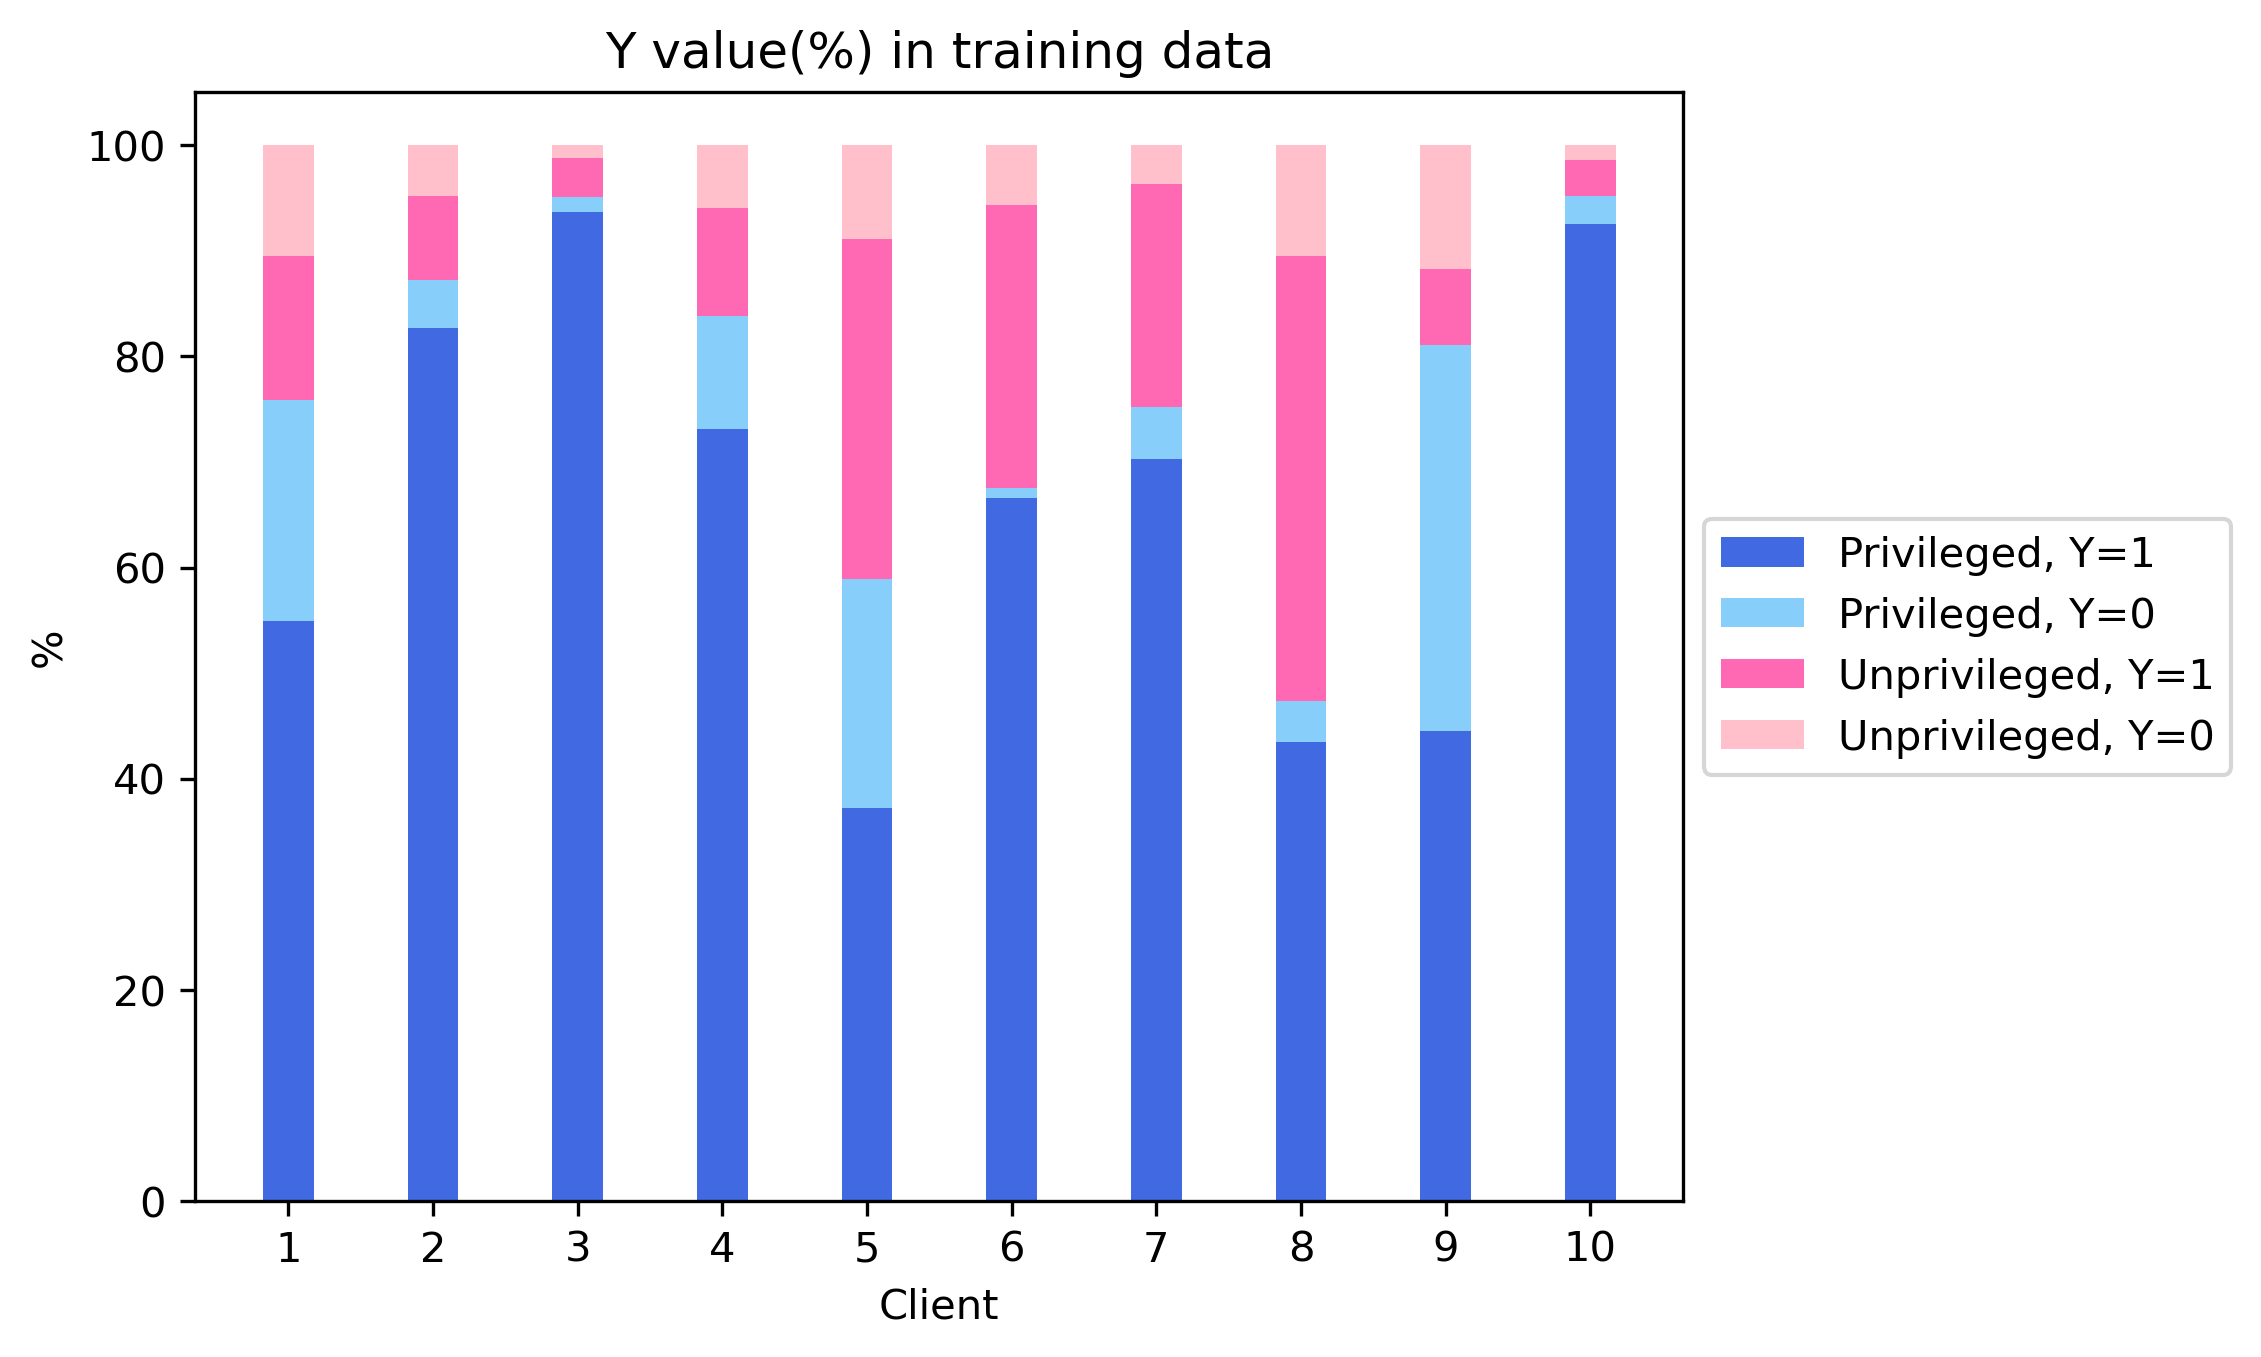 Y value(%) in training data
100
80
60
40
20
0
%
1 2 3 4 5 6 7 8 9 10
Client
Privileged, Y=1
Privileged, Y=0
Unprivileged, Y=1
Unprivileged, Y=0